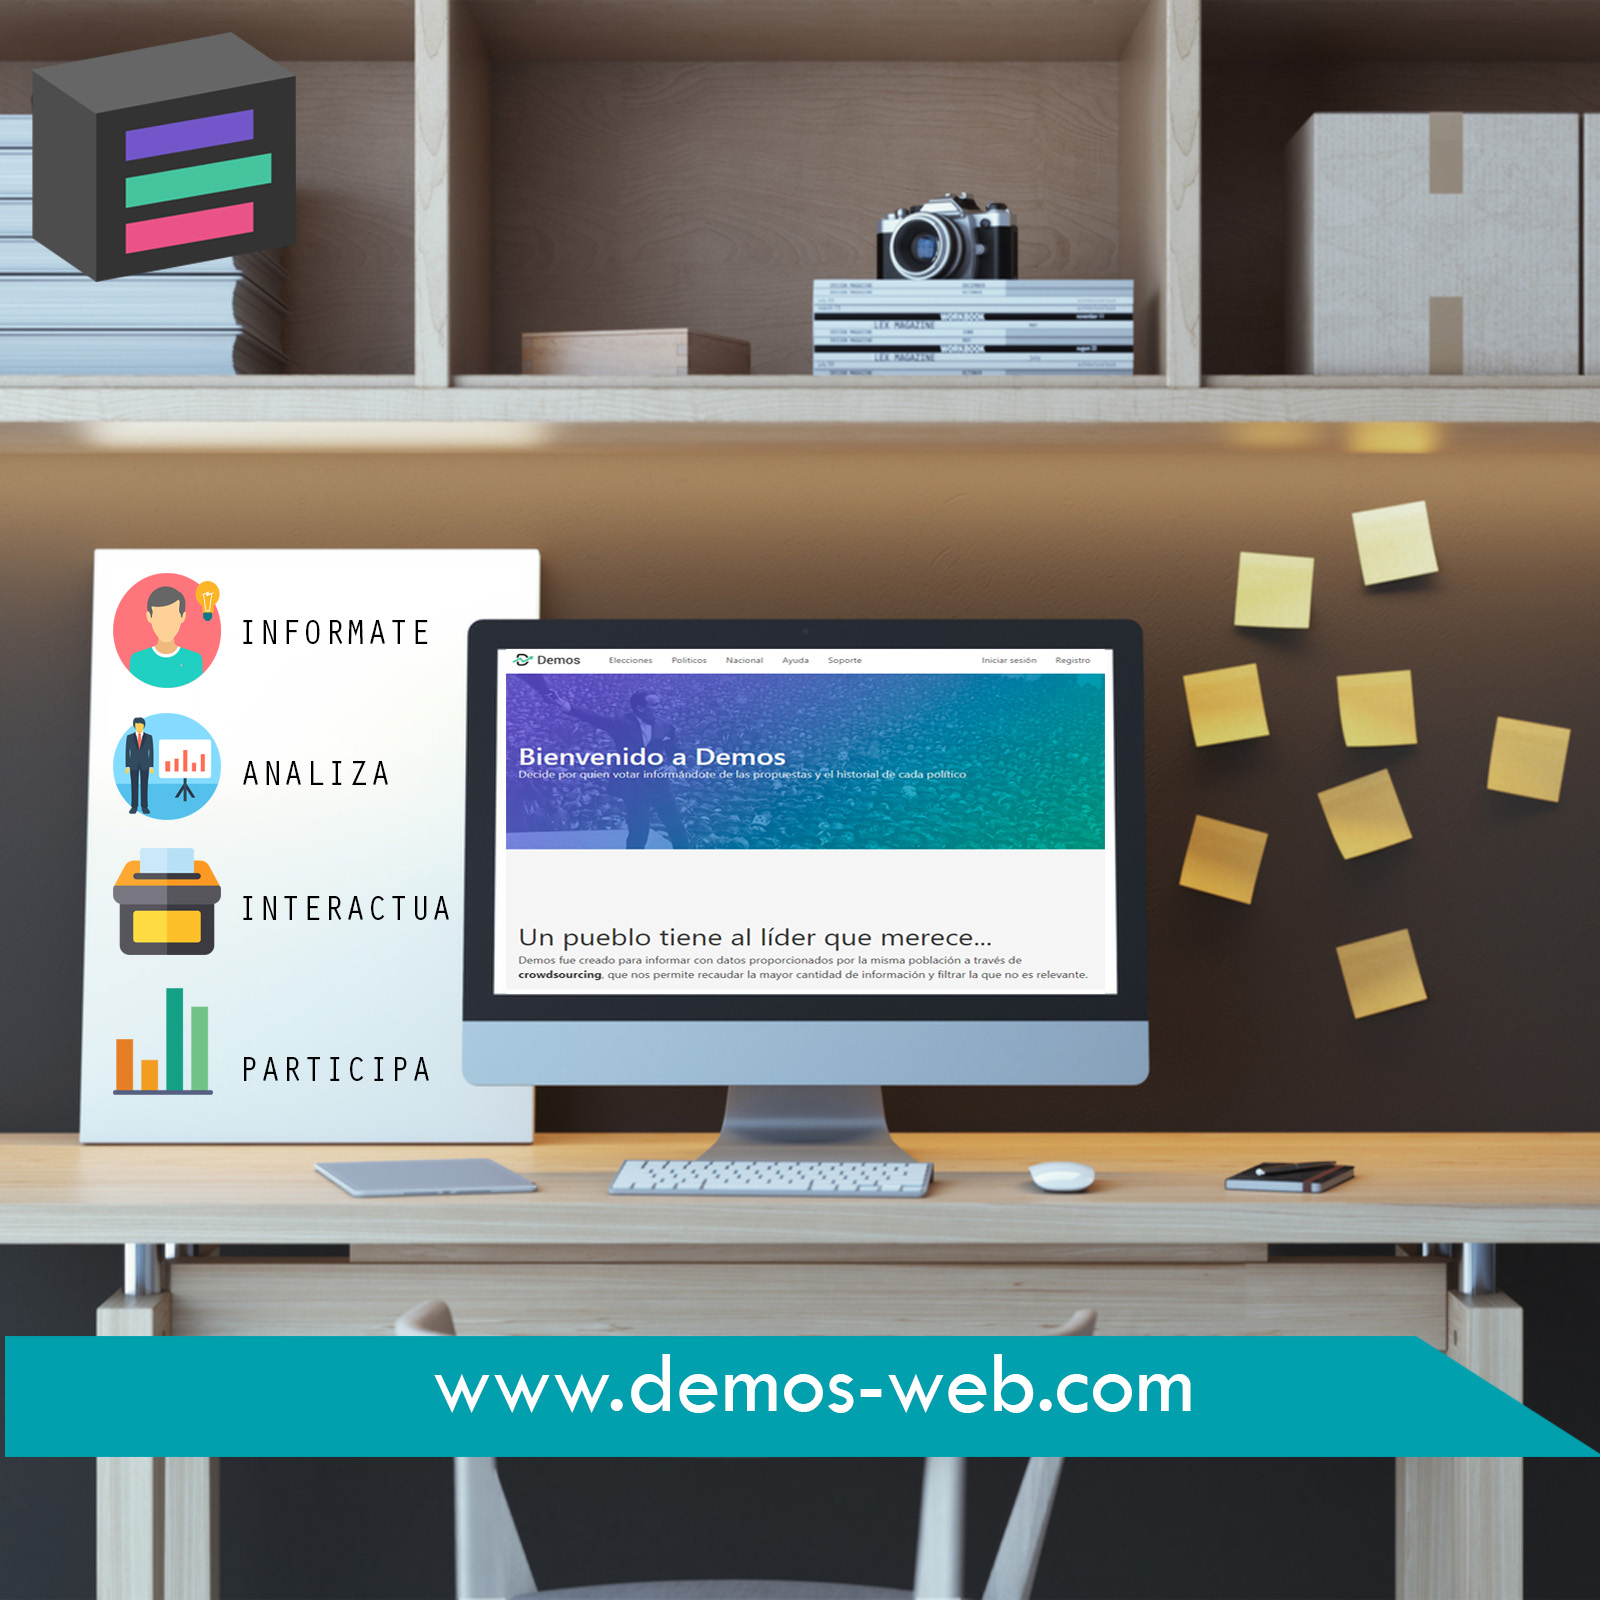 DESIGN MAGAZINE
WORKBOOK
LEX MAGAZINE
WORKBOOK
LEX MAGAZINE
INFORMATE
ANALIZA
INTERACTUA
PARTICIPA
Demos Elecciones Politicos Nacional Ayuda Soporte Iniciar sesión Registro
Bienvenido a Demos
Decide por quien votar informándote de las propuestas y el historial de cada político
Un pueblo tiene al líder que merece...
Demos fue creado para informar con datos proporcionados por la misma población a través de
crowdsourcing, que nos permite recaudar la mayor cantidad de información y filtrar la que no es relevante.
www.demos-web.com